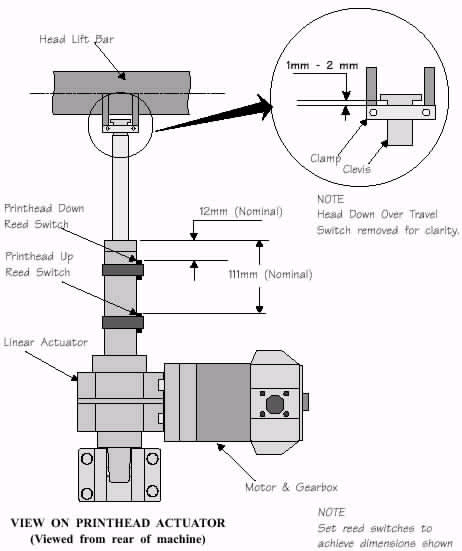 Head Lift Bar
1mm - 2 mm
Clamp
Clevis
Printhead Down
Reed Switch
12mm (Nominal)
NOTE
Head Down Over Travel
Switch removed for clarity.
Printhead Up
Reed Switch
111mm (Nominal)
Linear Actuator
Motor & Gearbox
VIEW ON PRINTHEAD ACTUATOR
(Viewed from rear of machine)
NOTE
Set reed switches to
achieve dimensions shown